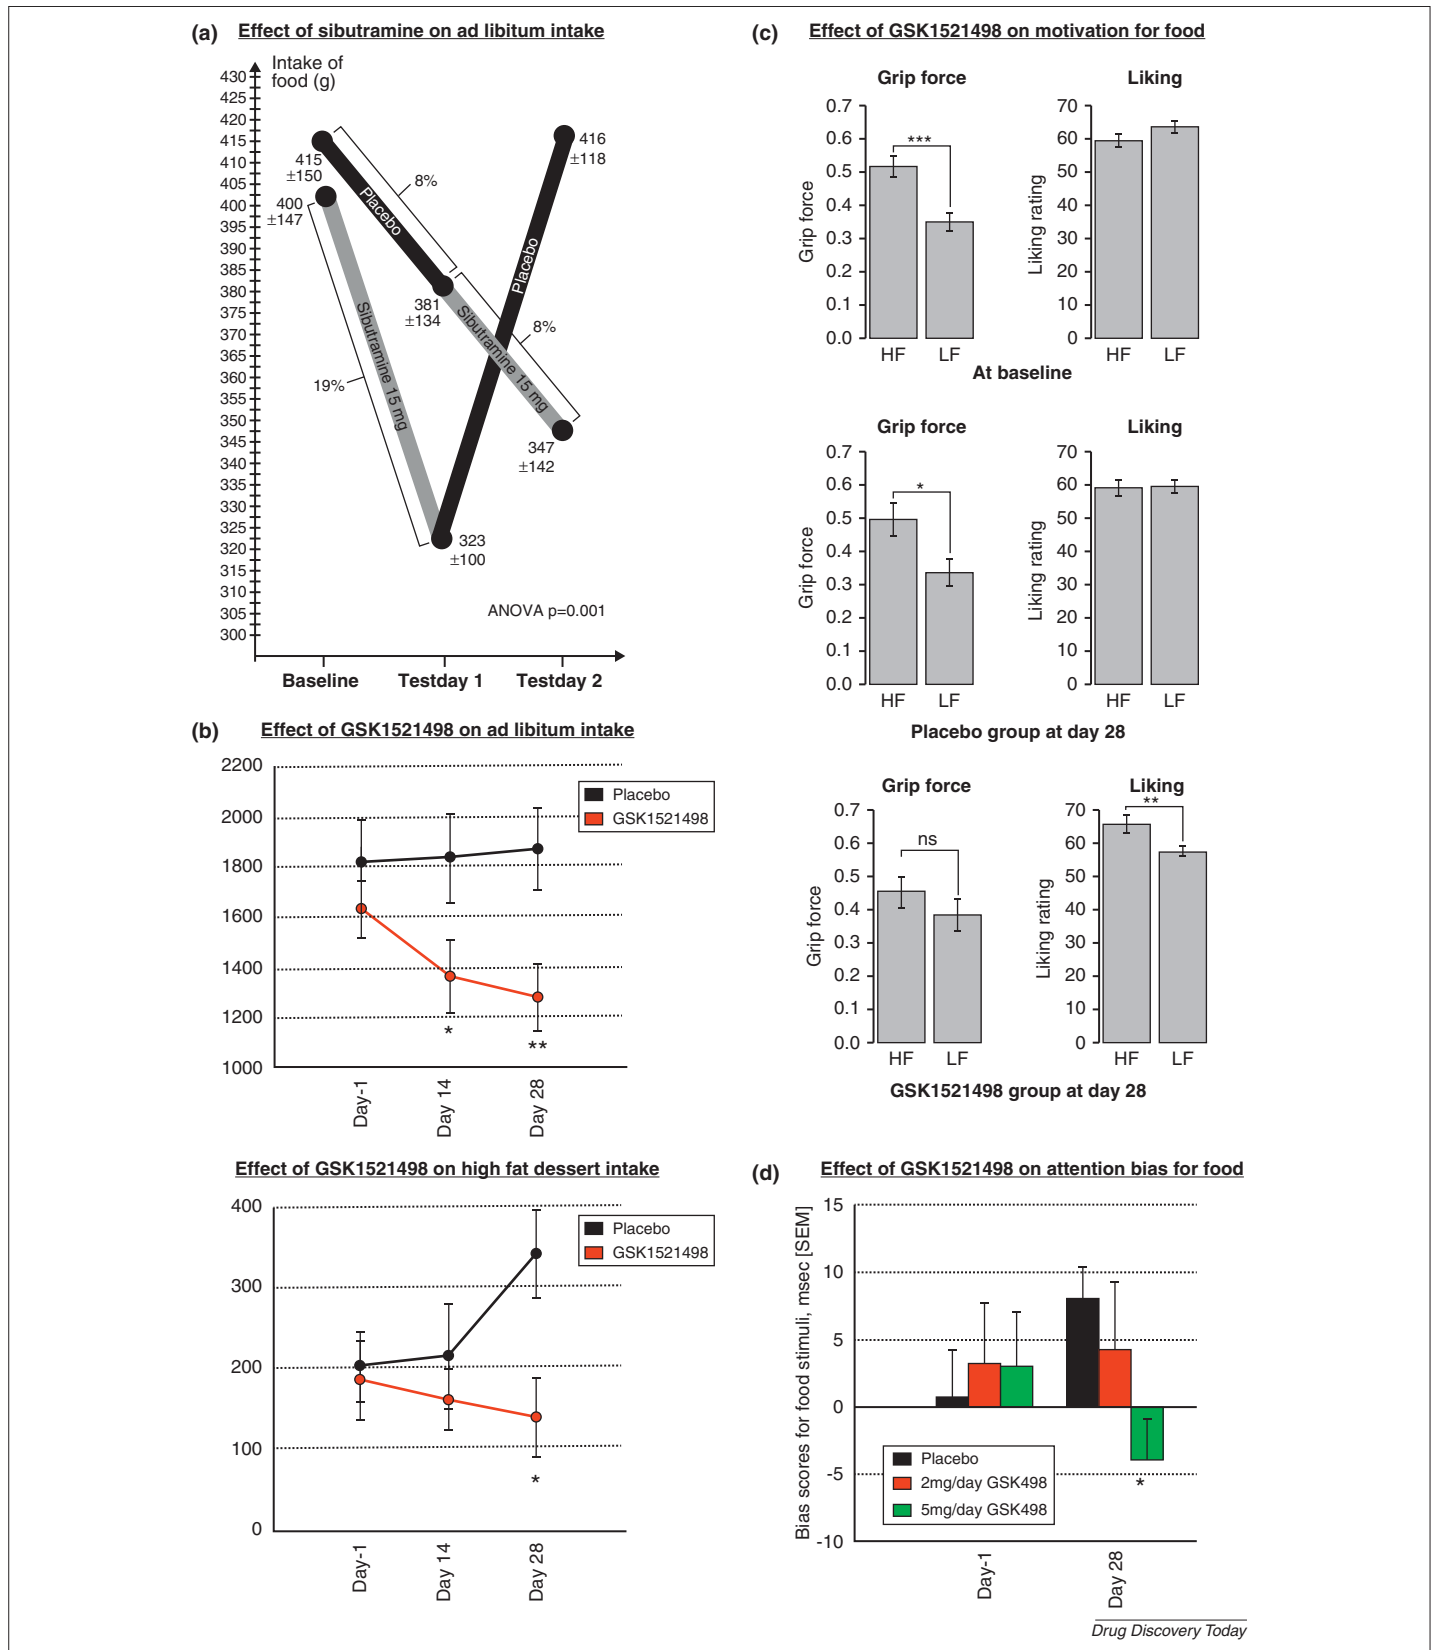 (a) Effect of sibutramine on ad libitum intake
Intake of
food (g)
430
425
420
415
410
405
400
395
390
385
380
375
370
365
360
355
350
345
340
335
330
325
320
315
310
305
300
415
±150
400
±147
Placebo
8%
381
±134
Sibutramine 15 mg
19%
Sibutramine 15 mg
8%
Placebo
416
±118
347
±142
323
±100
ANOVA p=0.001
Baseline Testday 1 Testday 2
(b) Effect of GSK1521498 on ad libitum intake
2200
2000
1800
1600
1400
1200
1000
Placebo
GSK1521498
*
**
Day-1
Day 14
Day 28
Effect of GSK1521498 on high fat dessert intake
400
300
200
100
0
Placebo
GSK1521498
*
Day-1
Day 14
Day 28
(c) Effect of GSK1521498 on motivation for food
Grip force
Grip force
0.7
0.6
0.5
0.4
0.3
0.2
0.1
0.0
***
HF LF
Liking
Liking rating
70
60
50
40
30
20
10
0
HF LF
At baseline
Grip force
Grip force
0.7
0.6
0.5
0.4
0.3
0.2
0.1
0.0
*
HF LF
Liking
Liking rating
70
60
50
40
30
20
10
0
HF LF
Placebo group at day 28
Grip force
Grip force
0.7
0.6
0.5
0.4
0.3
0.2
0.1
0.0
ns
HF LF
Liking
Liking rating
70
60
50
40
30
20
10
0
**
HF LF
GSK1521498 group at day 28
(d) Effect of GSK1521498 on attention bias for food
Bias scores for food stimuli, msec [SEM]
15
10
5
0
-5
-10
Placebo
2mg/day GSK498
5mg/day GSK498
*
Day-1
Day 28
Drug Discovery Today